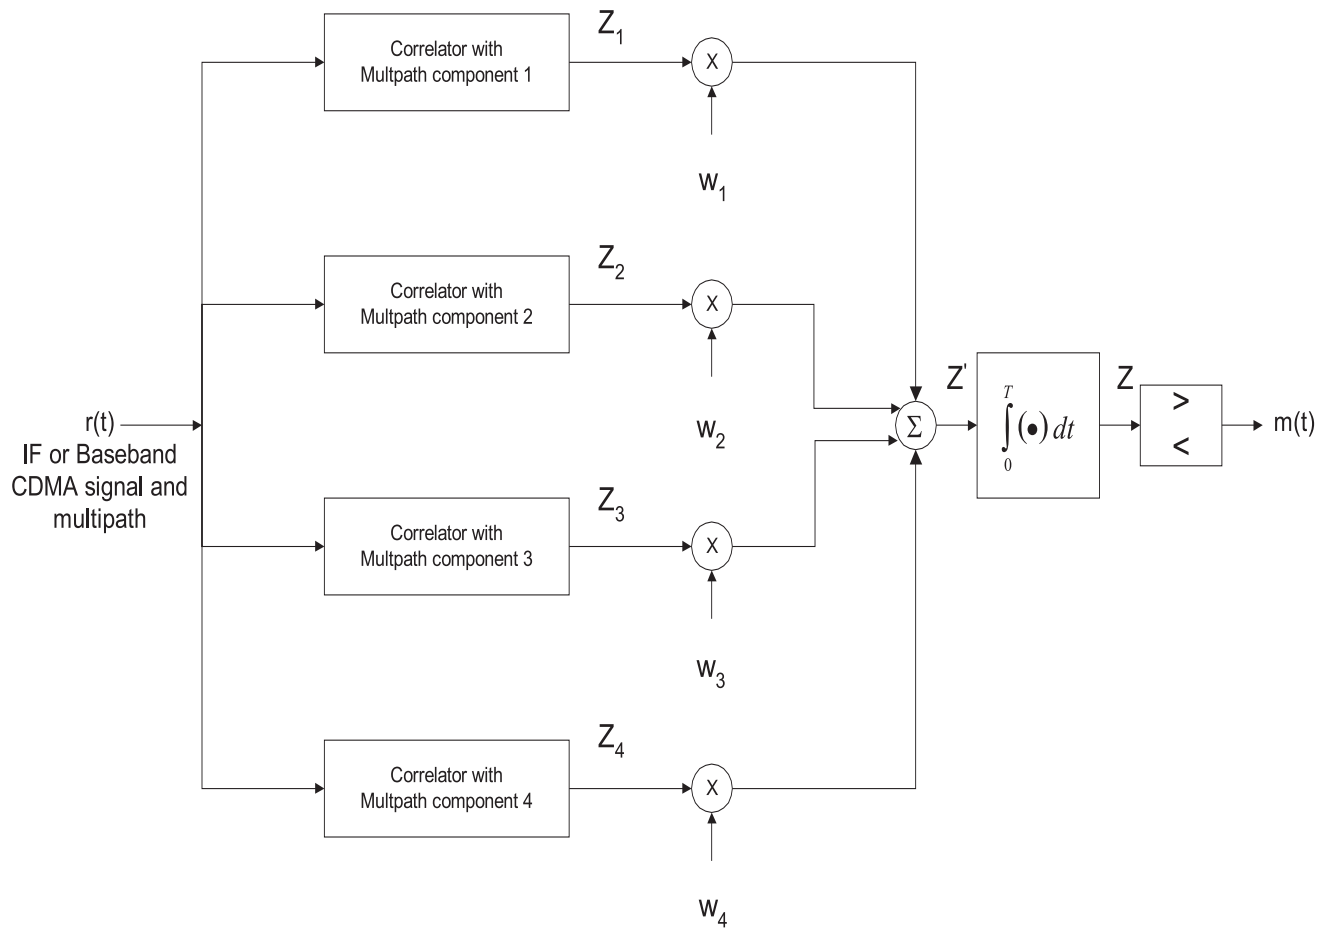 Z1
Correlator with
Multpath component 1
X
w1
Z2
Correlator with
Multpath component 2
X
w2
r(t)
IF or Baseband
CDMA signal and
multipath
Σ
Z'
T
∫(•) dt
0
Z
>
<
m(t)
Z3
Correlator with
Multpath component 3
X
w3
Z4
Correlator with
Multpath component 4
X
w4